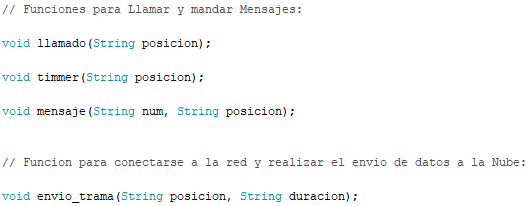 // Funciones para Llamar y mandar Mensajes:
void llamado(String posicion);
void timmer(String posicion);
void mensaje(String num, String posicion);
// Funcion para conectarse a la red y realizar el envio de datos a la Nube:
void envio_trama(String posicion, String duracion);